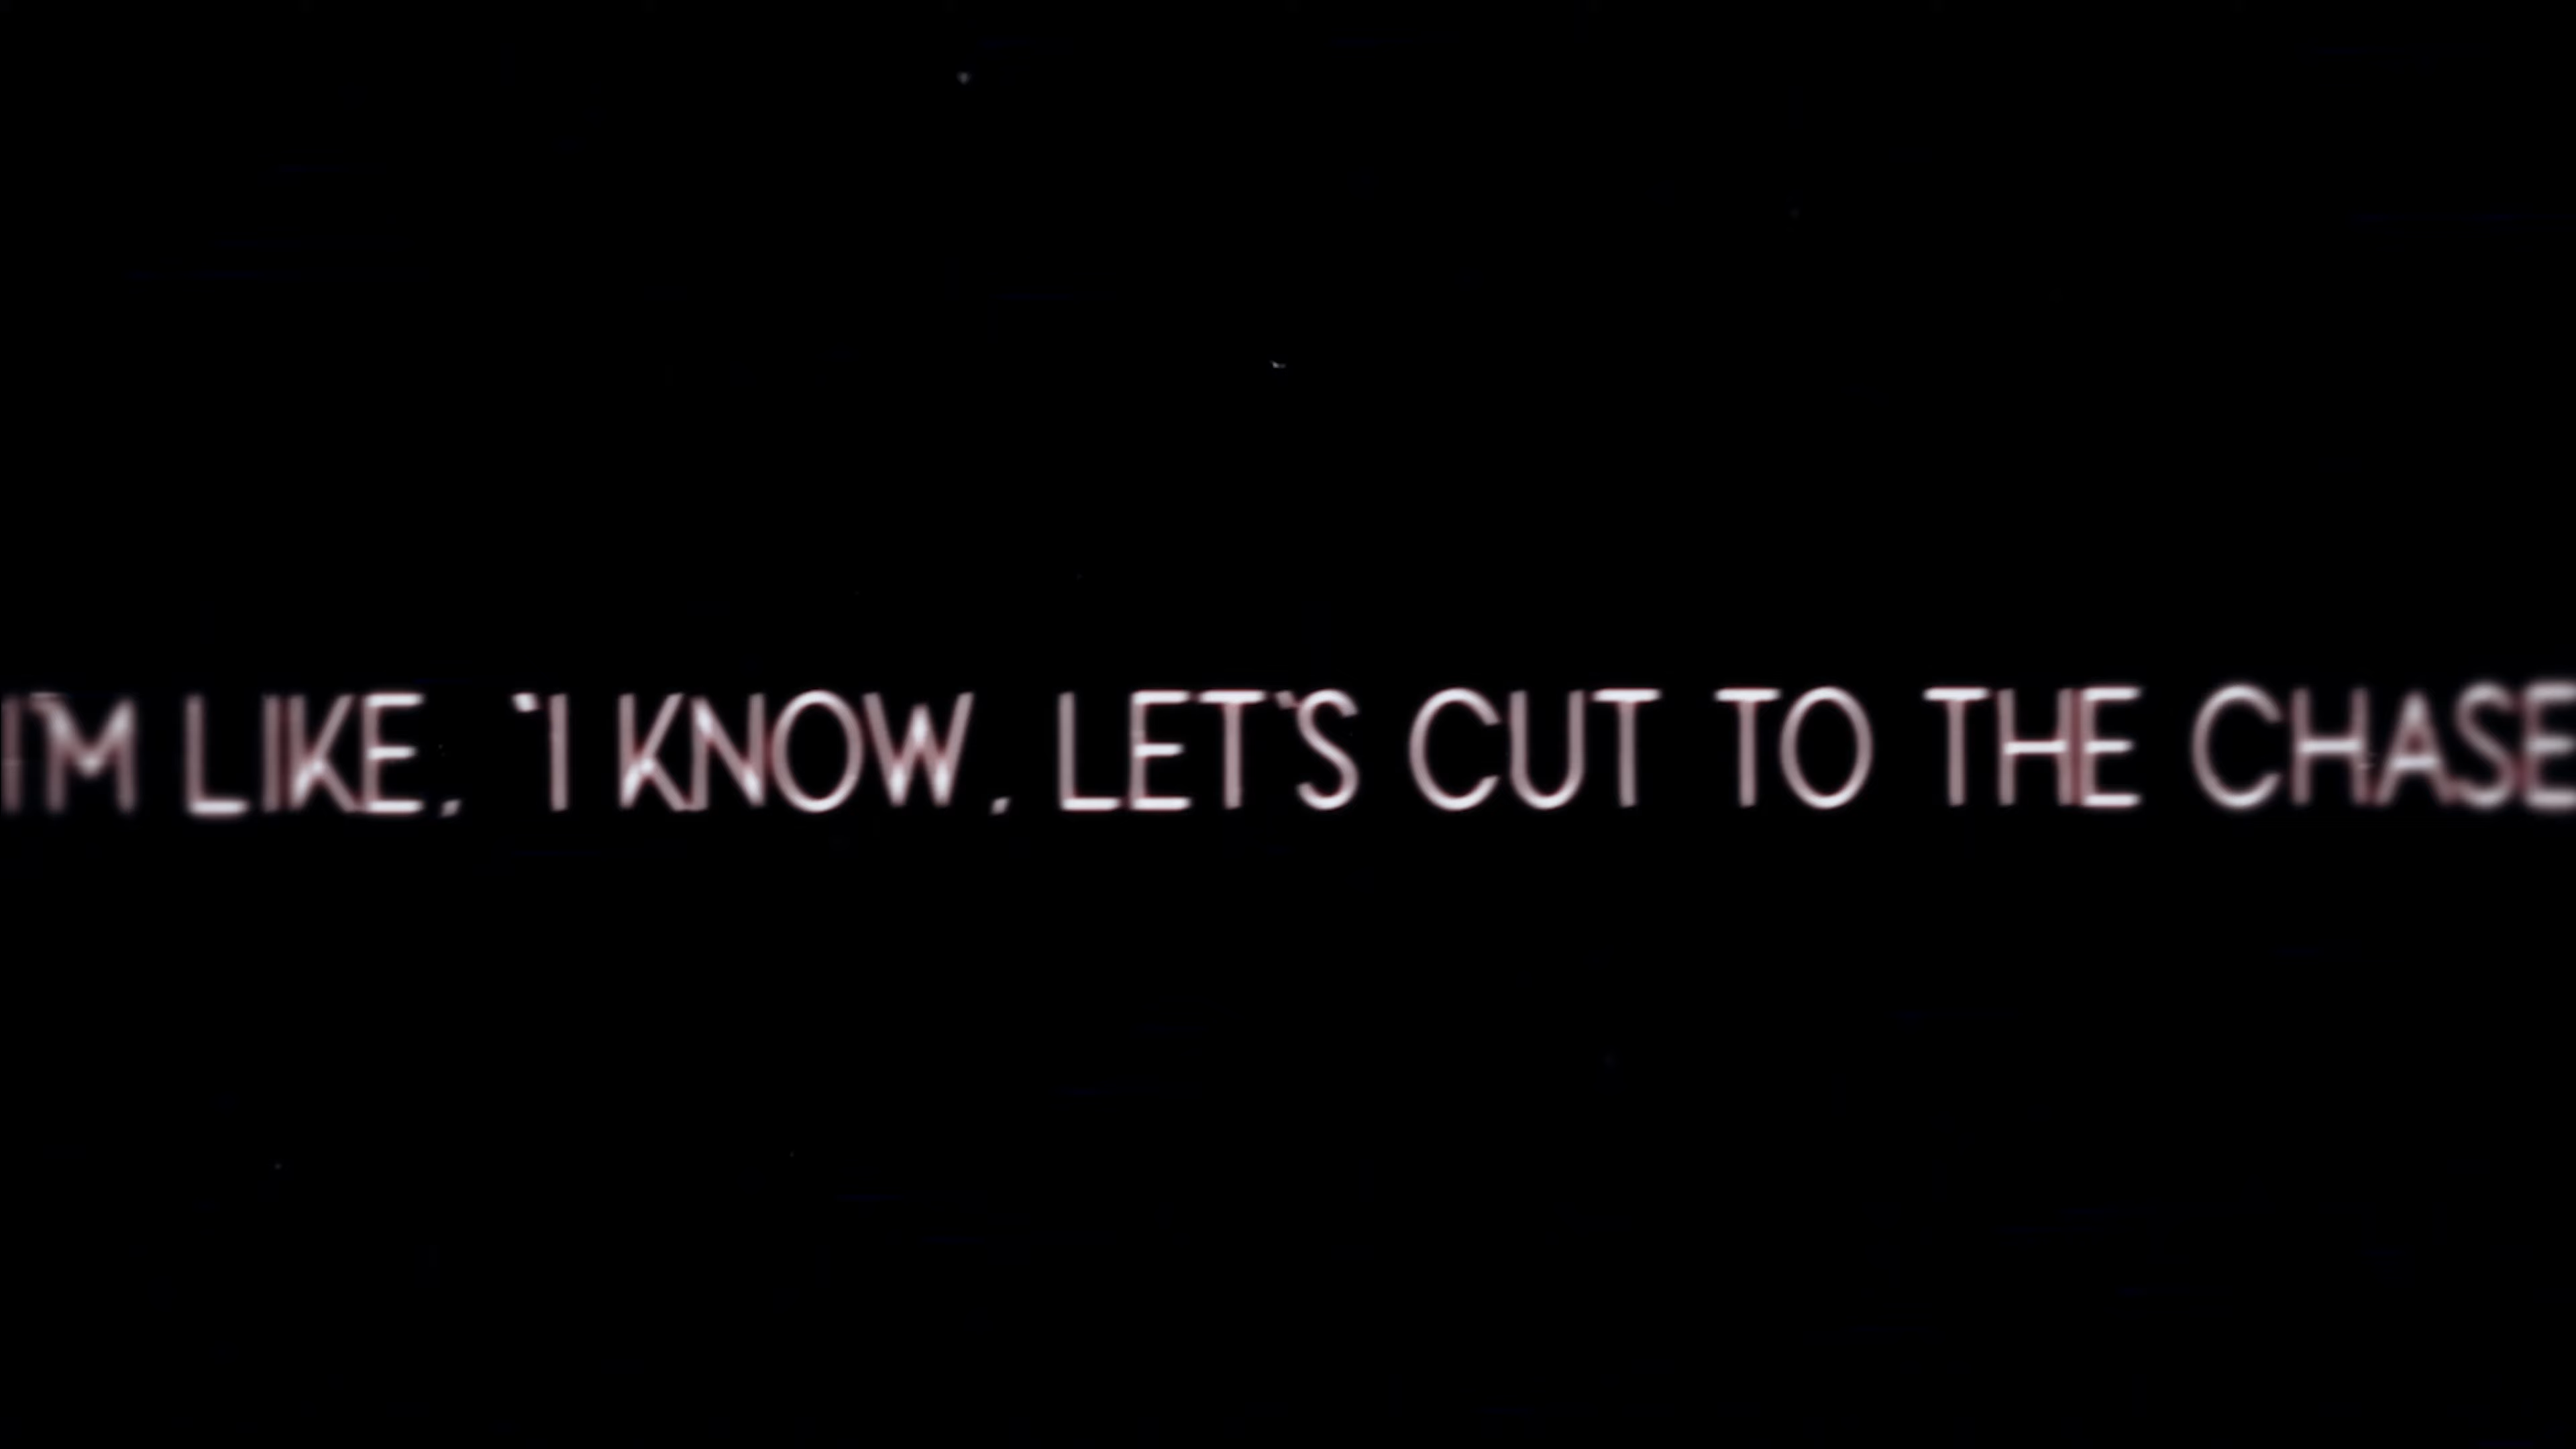 I'M LIKE, 'I KNOW, LET'S CUT TO THE CHASE